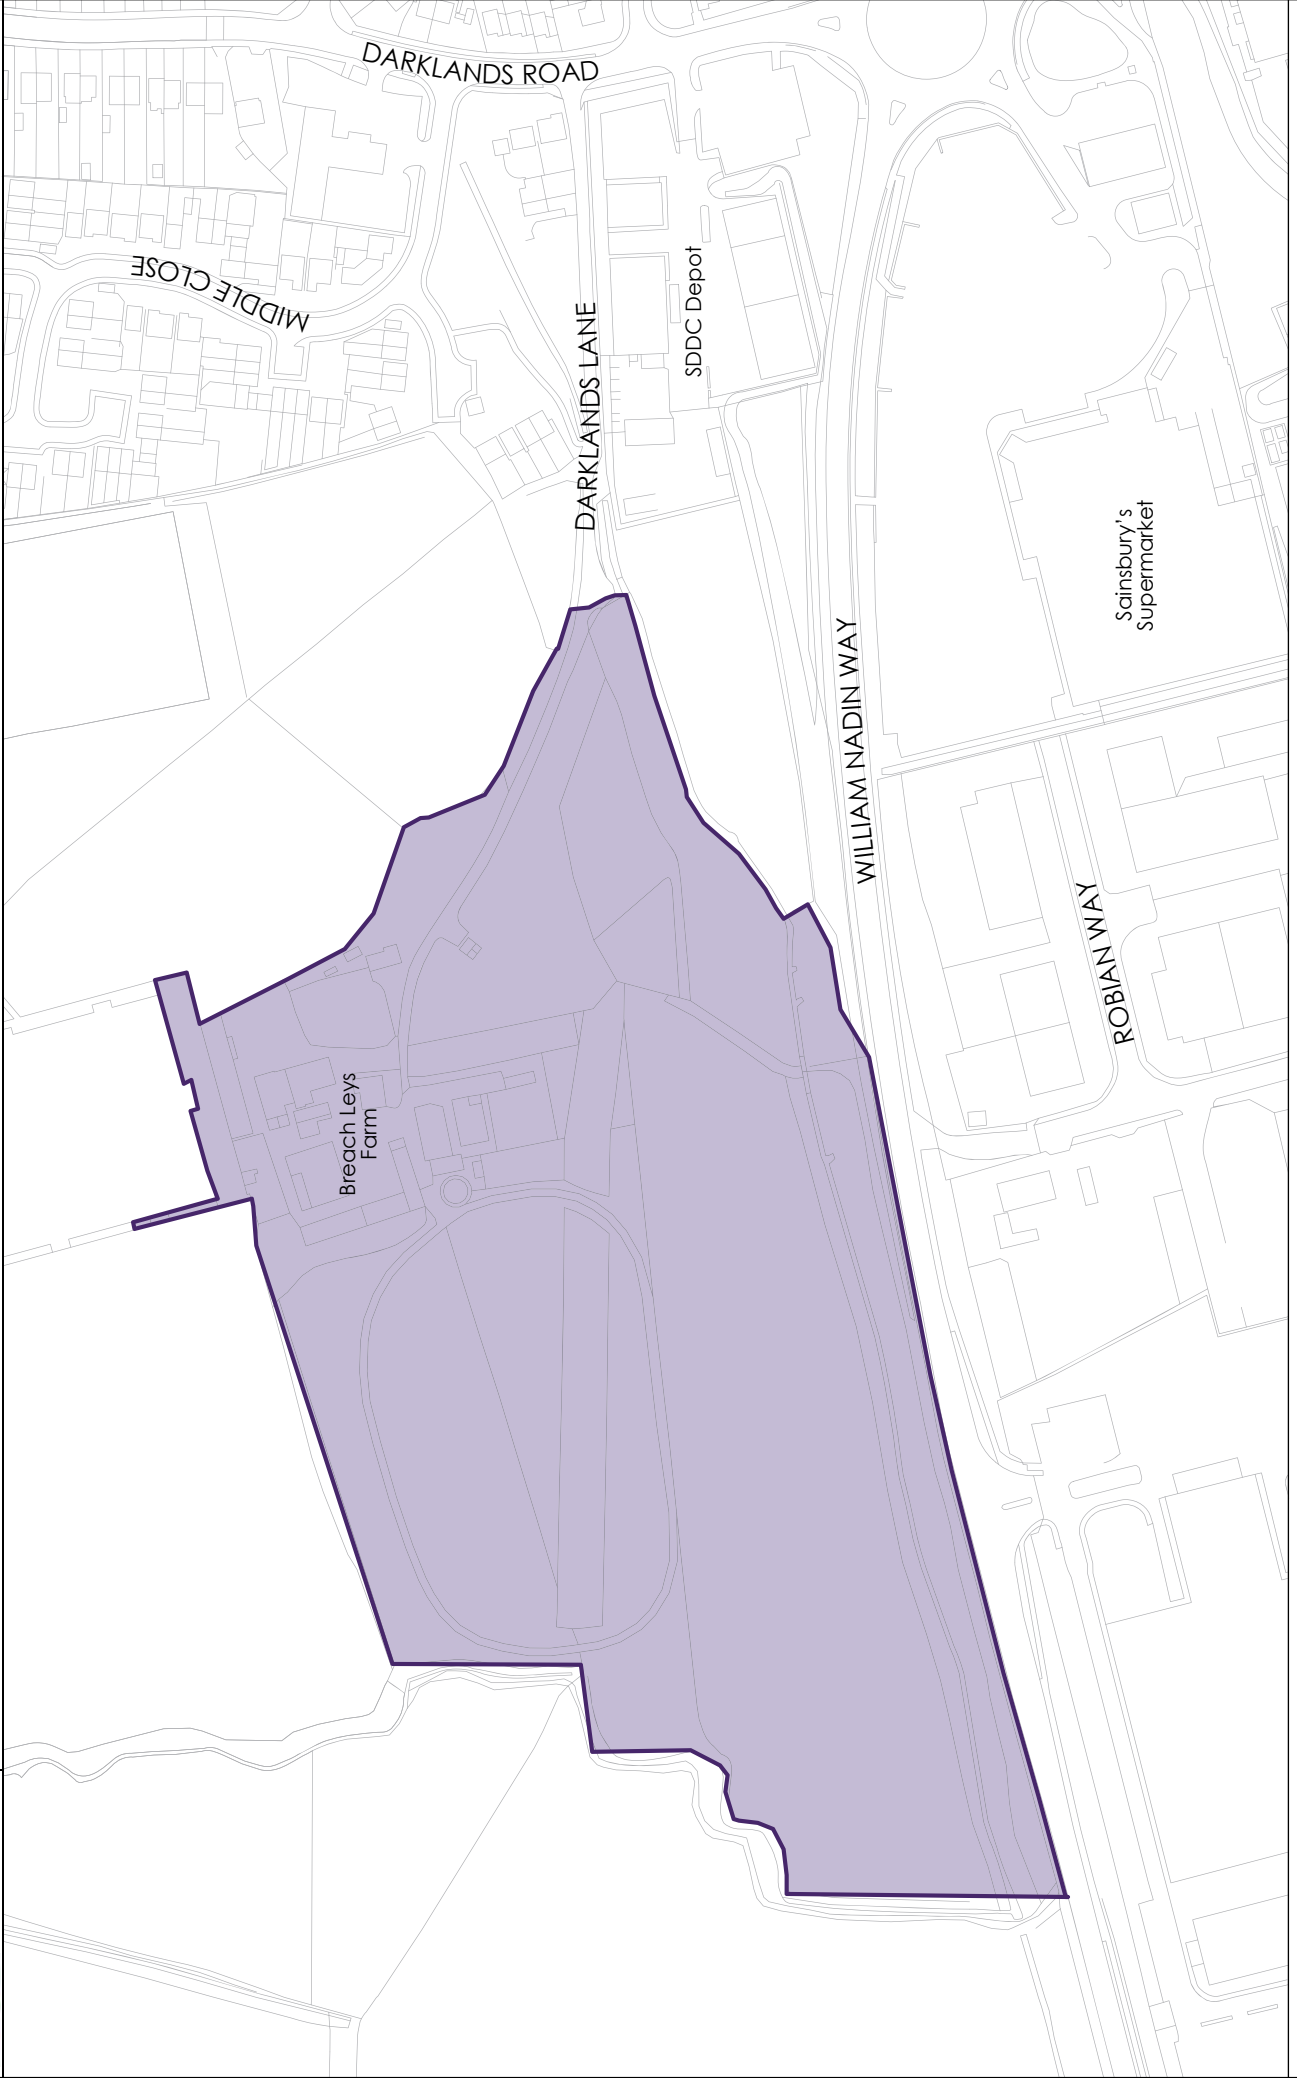 DARKLANDS ROAD
MIDDLE CLOSE
SDDC Depot
DARKLANDS LANE
Sainsbury's
Supermarket
WILLIAM NADIN WAY
ROBIAN WAY
Breach Leys
Farm